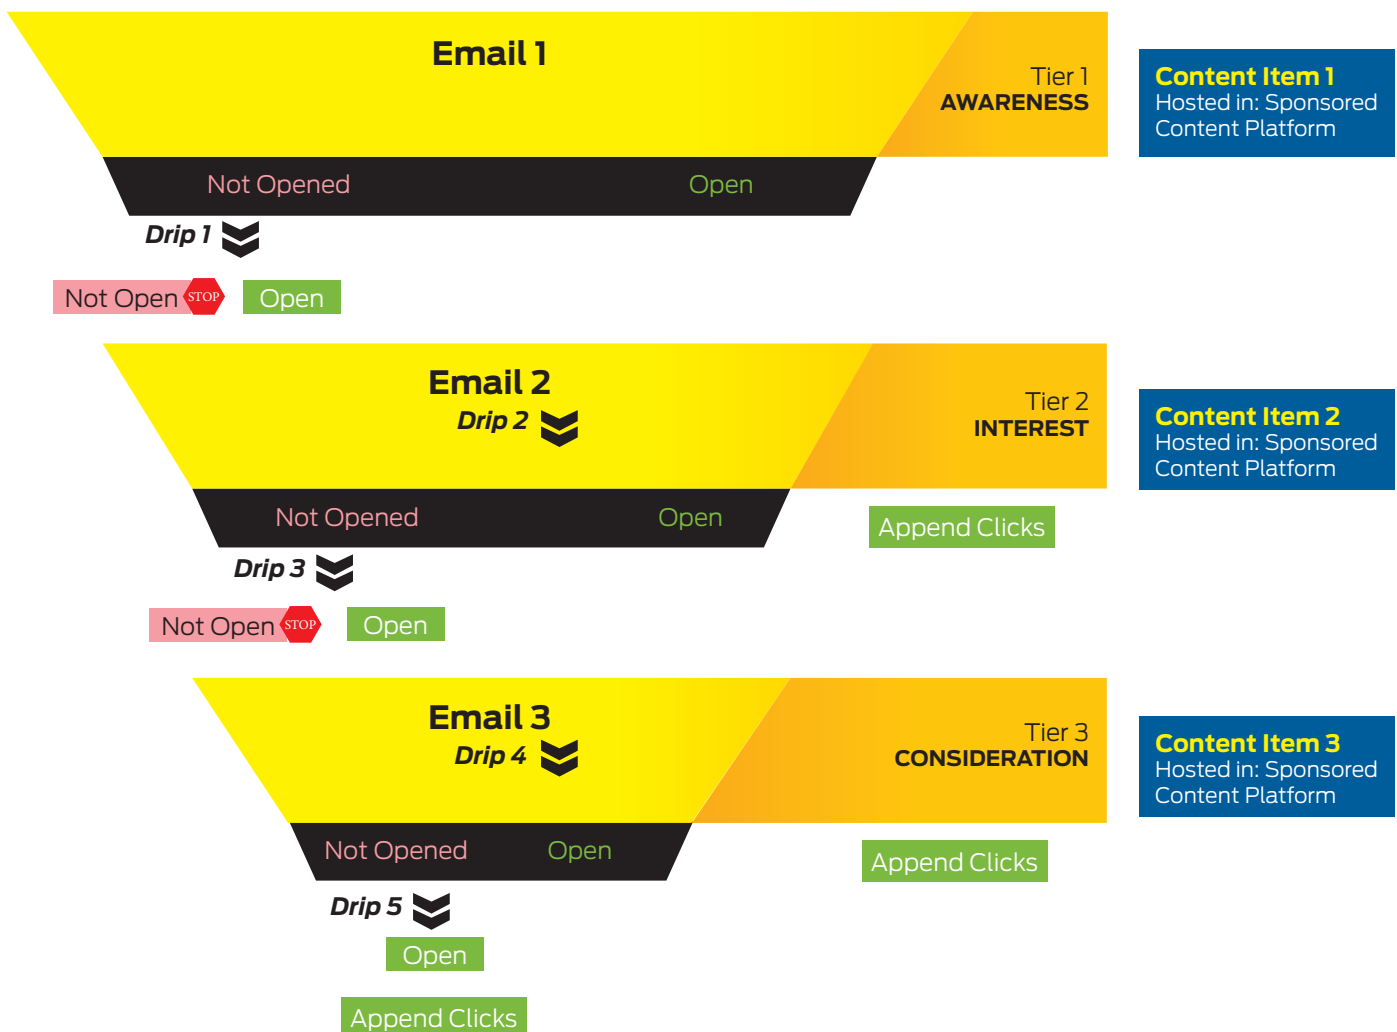 Email 1
Tier 1
AWARENESS
Content Item 1
Hosted in: Sponsored
Content Platform
Not Opened
Open
Drip 1
Not Open
STOP
Open
Email 2
Drip 2
Tier 2
INTEREST
Content Item 2
Hosted in: Sponsored
Content Platform
Not Opened
Open
Append Clicks
Drip 3
Not Open
STOP
Open
Email 3
Drip 4
Tier 3
CONSIDERATION
Content Item 3
Hosted in: Sponsored
Content Platform
Not Opened
Open
Append Clicks
Drip 5
Open
Append Clicks